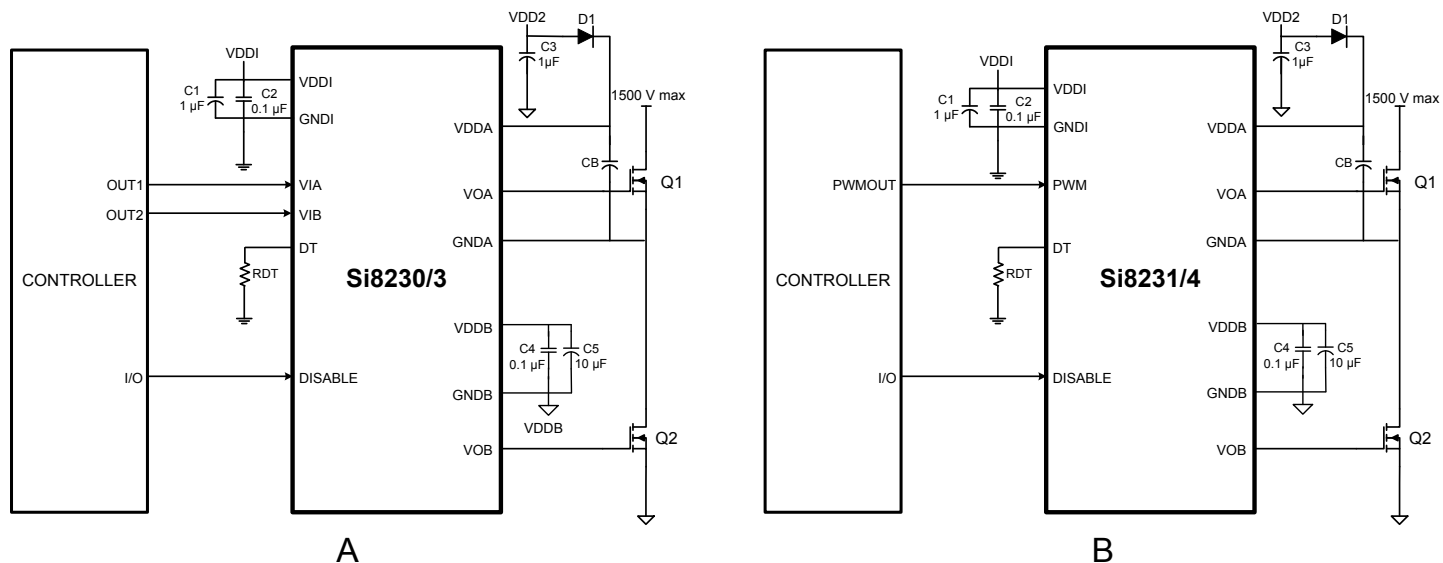 VDD2
D1
C3
1µF
VDDI
C1
1 µF
C2
0.1 µF
VDDI
GNDI
1500 V max
VDDA
CB
OUT1
VIA
VOA
Q1
OUT2
VIB
DT
GNDA
RDT
CONTROLLER
Si8230/3
VDDB
C4
0.1 µF
C5
10 µF
I/O
DISABLE
GNDB
VDDB
VOB
Q2
A
VDD2
D1
C3
1µF
VDDI
C1
1 µF
C2
0.1 µF
VDDI
GNDI
1500 V max
VDDA
CB
PWMOUT
PWM
VOA
Q1
DT
GNDA
RDT
CONTROLLER
Si8231/4
VDDB
C4
0.1 µF
C5
10 µF
I/O
DISABLE
GNDB
VOB
Q2
B